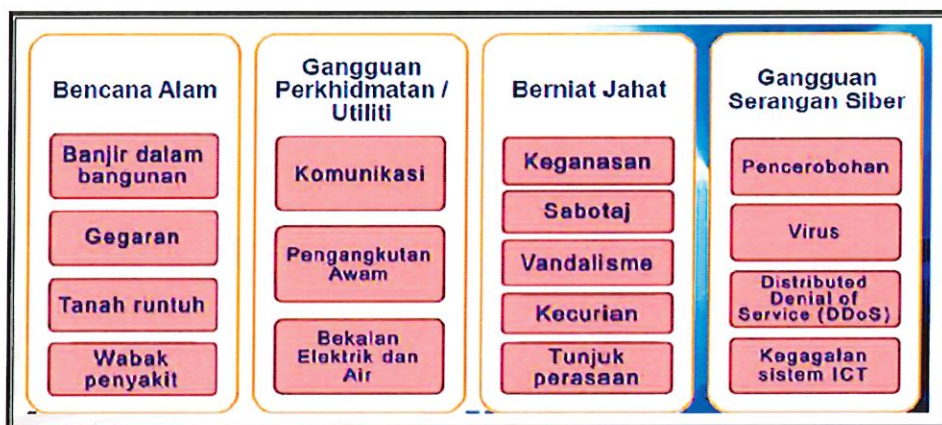 Bencana Alam
Banjir dalam
bangunan
Gegaran
Tanah runtuh
Wabak
penyakit
Gangguan
Perkhidmatan /
Utiliti
Komunikasi
Pengangkutan
Awam
Bekalan
Elektrik dan
Air
Berniat Jahat
Keganasan
Sabotaj
Vandalisme
Kecurian
Tunjuk
perasaan
Gangguan
Serangan Siber
Pencerobohan
Virus
Distributed
Denial of
Service (DDoS)
Kegagalan
sistem ICT